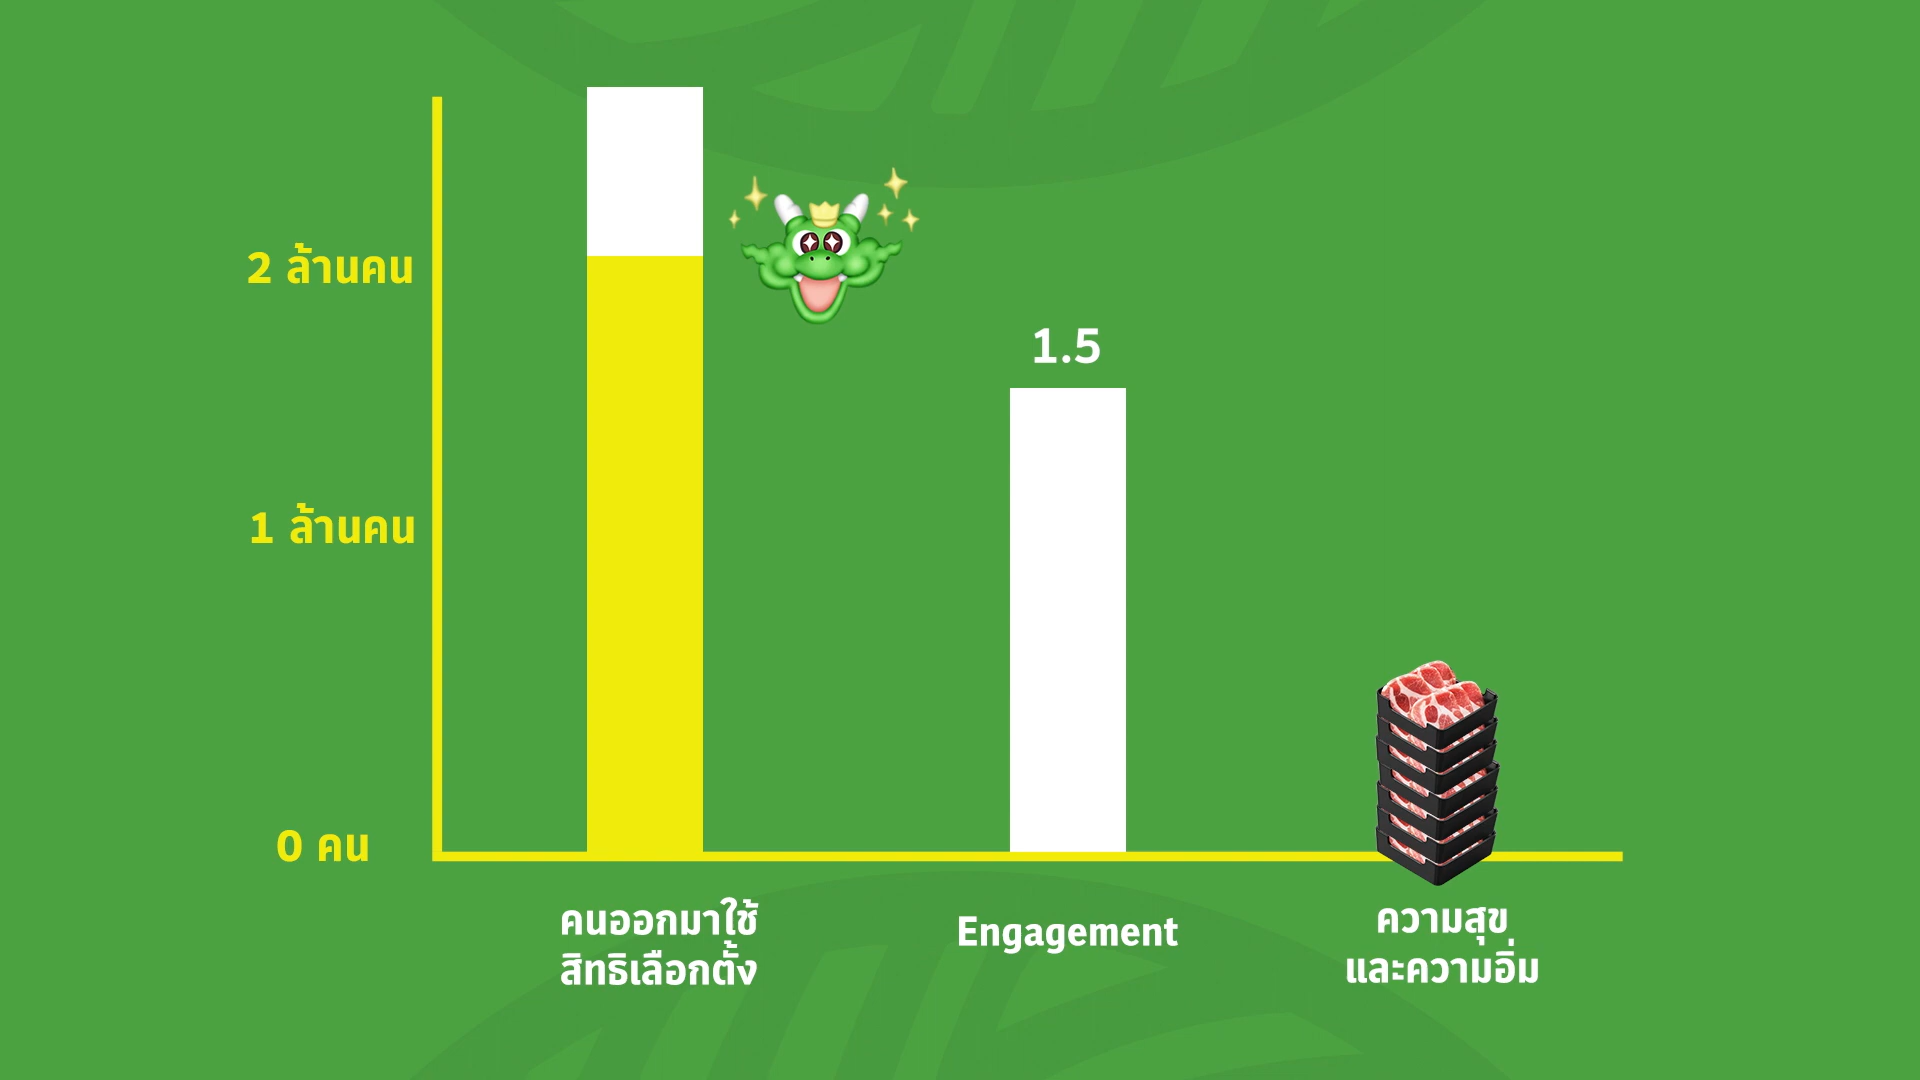 2 ล้านคน
1.5
1 ล้านคน
0 คน
คนออกมาใช้
สิทธิเลือกตั้ง
Engagement
ความสุข
และความอิ่ม